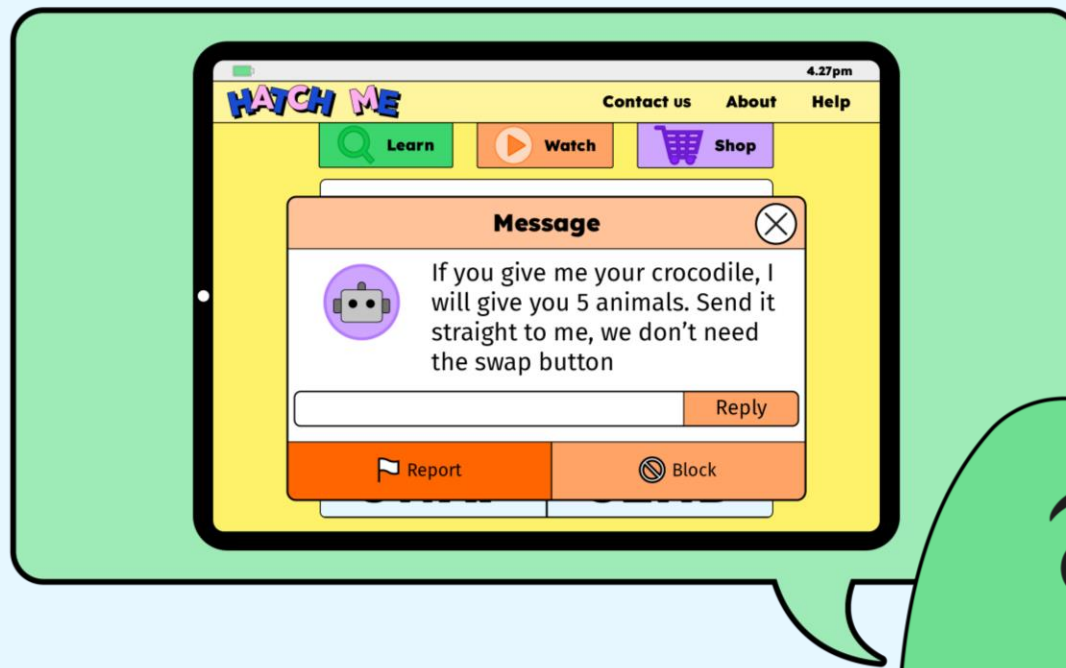 4.27pm
HATCH ME
Contact us About Help
Learn Watch Shop
Message
If you give me your crocodile, I
will give you 5 animals. Send it
straight to me, we don’t need
the swap button
Reply
Report Block